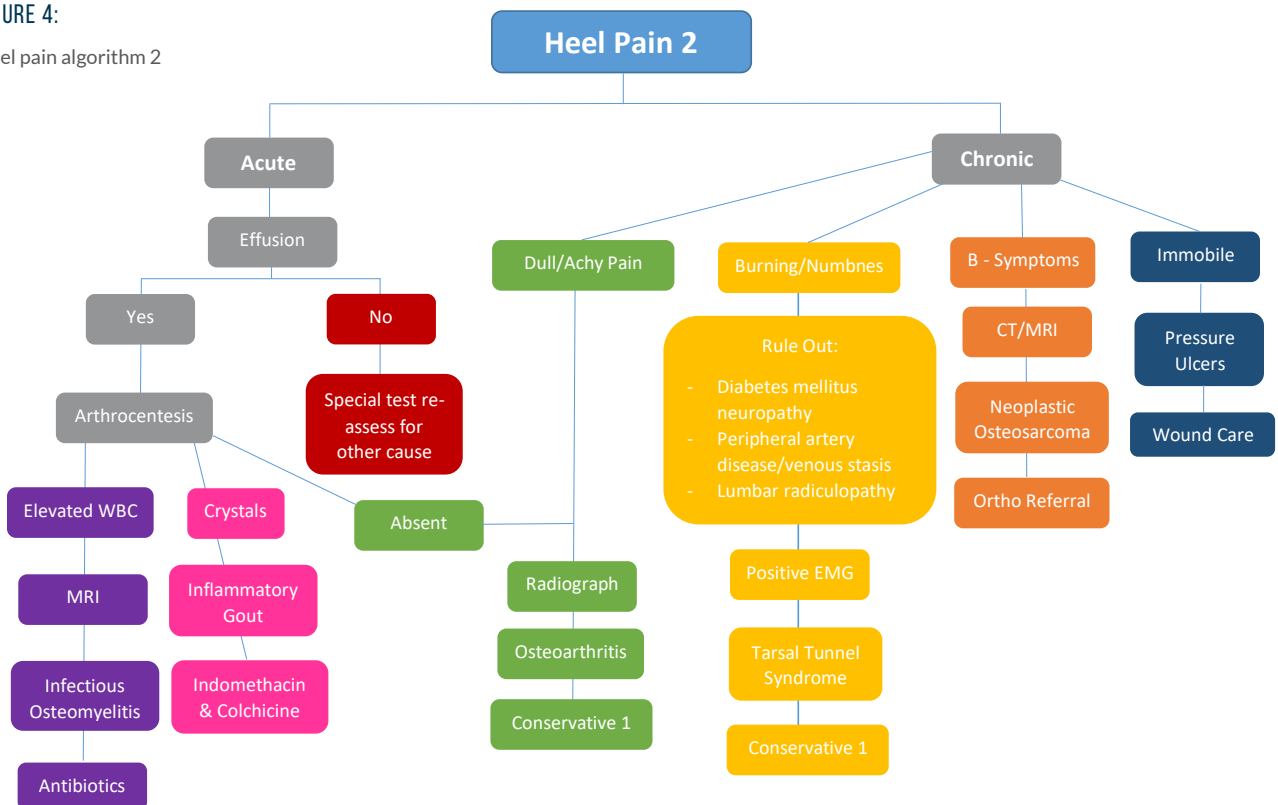 URE 4:
el pain algorithm 2
Heel Pain 2
Acute
Chronic
Effusion
Dull/Achy Pain
Burning/Numbnes
B - Symptoms
Immobile
Yes
No
CT/MRI
Pressure
Ulcers
Rule Out:
- Diabetes mellitus
neuropathy
- Peripheral artery
disease/venous stasis
- Lumbar radiculopathy
Arthrocentesis
Special test re-
assess for
other cause
Neoplastic
Osteosarcoma
Wound Care
Elevated WBC
Crystals
Absent
Ortho Referral
MRI
Inflammatory
Gout
Radiograph
Positive EMG
Infectious
Osteomyelitis
Indomethacin
& Colchicine
Osteoarthritis
Tarsal Tunnel
Syndrome
Conservative 1
Conservative 1
Antibiotics